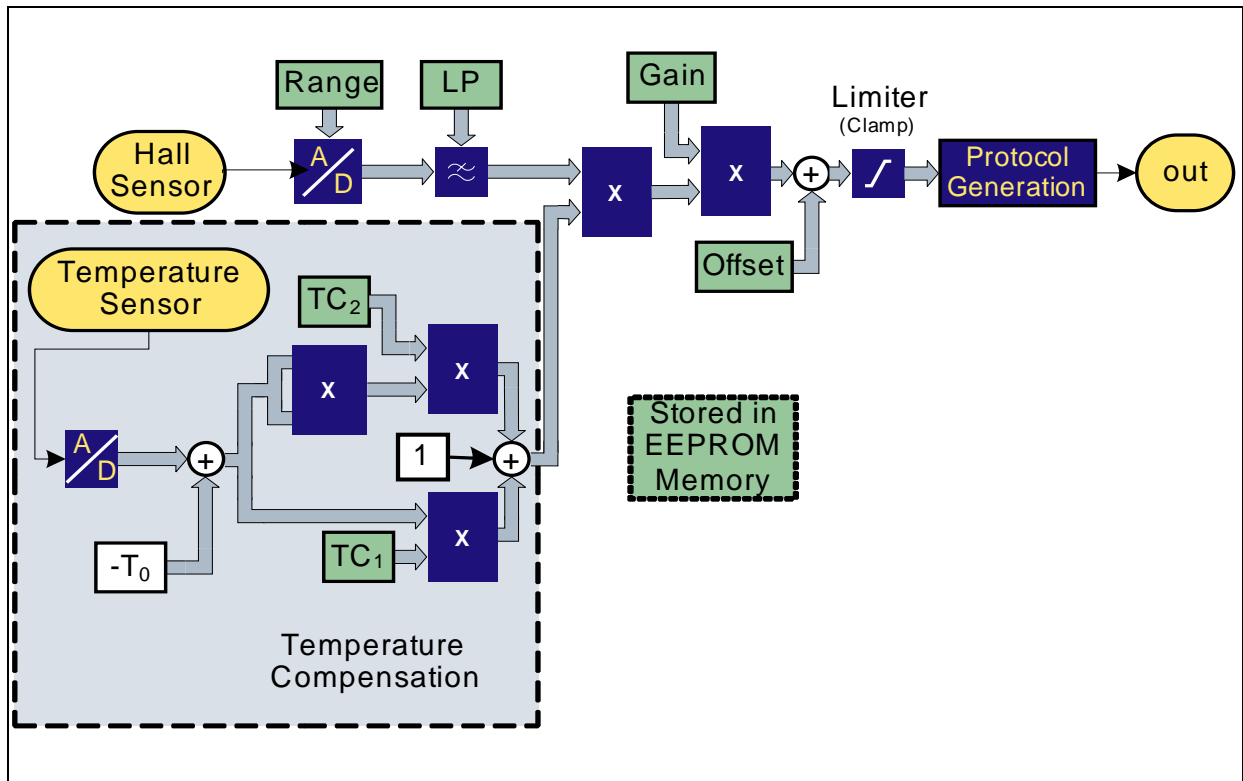 Range
LP
Gain
Limiter
(Clamp)
Hall
Sensor
A
D
X
X
+
Protocol
Generation
out
Offset
Temperature
Sensor
TC₂
X
X
A
D
+
1
+
X
TC₁
-T₀
Stored in
EEPROM
Memory
Temperature
Compensation